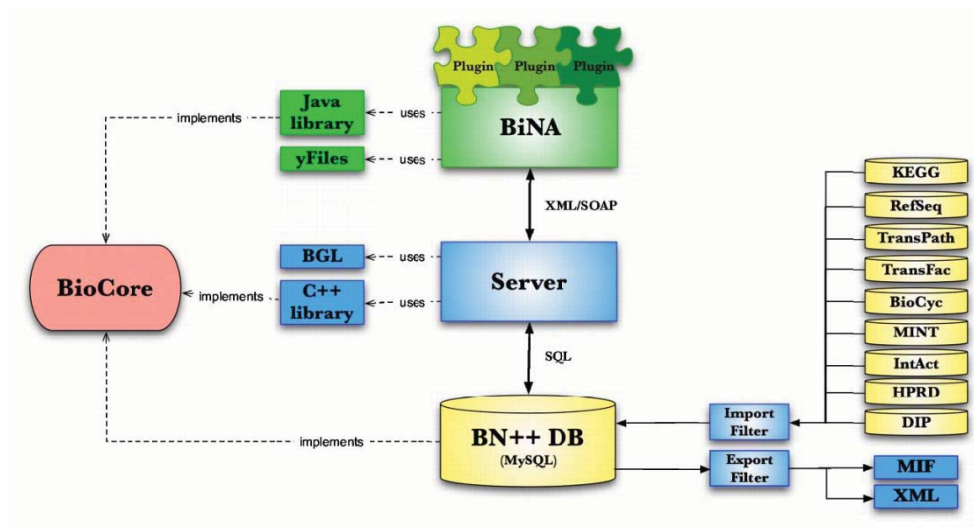 Plugin
Plugin
Plugin
BiNA
Java
library
uses
implements
yFiles
uses
XML/SOAP
KEGG
RefSeq
TransPath
TransFac
BioCyc
MINT
IntAct
HPRD
DIP
BGL
uses
Server
BioCore
implements
C++
library
uses
SQL
BN++ DB
(MySQL)
implements
Import
Filter
Export
Filter
MIF
XML